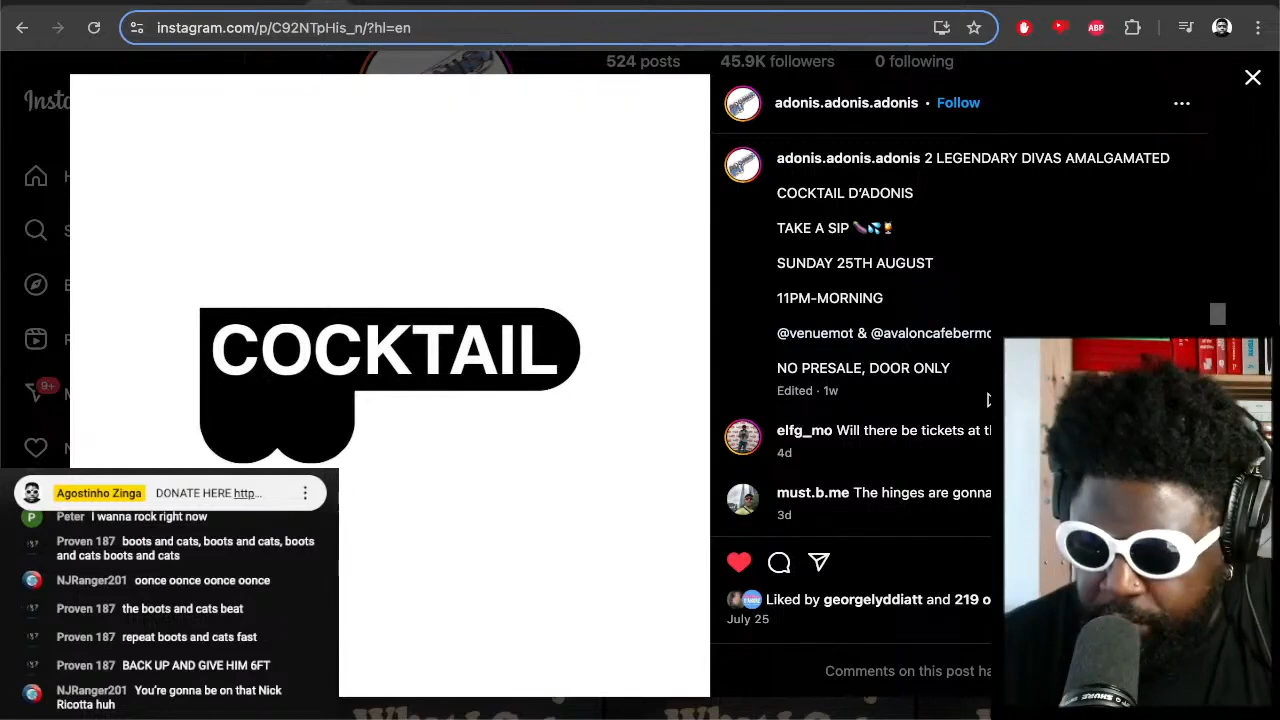 instagram.com/p/C92NTpHis_n/?hl=en
ABP
524 posts 45.9K followers 0 following
adonis.adonis.adonis • Follow
adonis.adonis.adonis 2 LEGENDARY DIVAS AMALGAMATED
COCKTAIL D'ADONIS
TAKE A SIP 🍆💦🍹
SUNDAY 25TH AUGUST
11PM-MORNING
@venuemot & @avaloncafebermo
NO PRESALE, DOOR ONLY
Edited · 1w
elfg_mo Will there be tickets at t
4d
must.b.me The hinges are gonna
3d
Liked by georgelyddiatt and 219 o
July 25
Comments on this post ha
COCKTAIL
9+
Agostinho Zinga DONATE HERE http...
P
Peter I wanna rock right now
Proven 187 boots and cats, boots and cats, boots
and cats boots and cats
NJRanger201 oonce oonce oonce oonce
Proven 187 the boots and cats beat
Proven 187 repeat boots and cats fast
Proven 187 BACK UP AND GIVE HIM 6FT
NJRanger201 You're gonna be on that Nick
Ricotta huh
SHURE